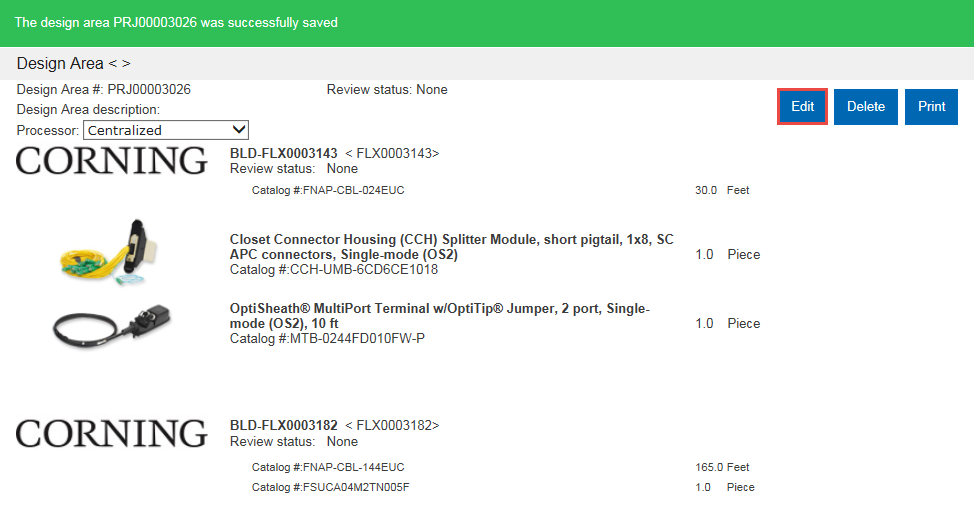 The design area PRJ00003026 was successfully saved
Design Area < >
Design Area #: PRJ00003026 Review status: None
Design Area description:
Processor: Centralized
Edit Delete Print
CORNING
BLD-FLX0003143 < FLX0003143>
Review status: None
Catalog #:FNAP-CBL-024EUC 30.0 Feet
Closet Connector Housing (CCH) Splitter Module, short pigtail, 1x8, SC
APC connectors, Single-mode (OS2) 1.0 Piece
Catalog #:CCH-UMB-6CD6CE1018
OptiSheath® MultiPort Terminal w/OptiTip® Jumper, 2 port, Single-
mode (OS2), 10 ft 1.0 Piece
Catalog #:MTB-0244FD010FW-P
CORNING
BLD-FLX0003182 < FLX0003182>
Review status: None
Catalog #:FNAP-CBL-144EUC 165.0 Feet
Catalog #:FSUCA04M2TN005F 1.0 Piece